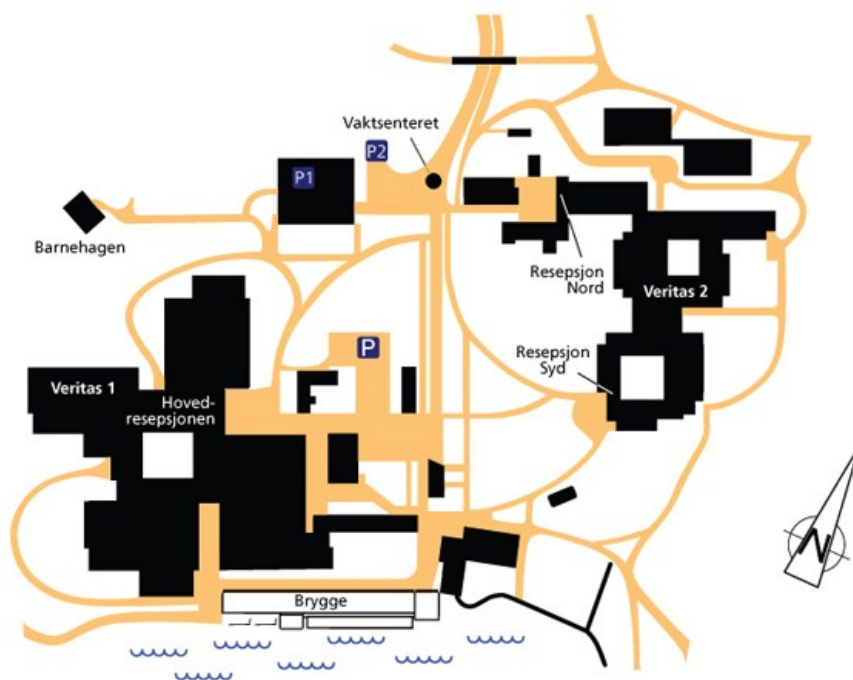 Vaktsenteret
P2
P1
Barnehagen
Resepsjon
Nord
Veritas 2
P
Resepsjon
Syd
Veritas 1
Hoved-
resepsjonen
N
Brygge